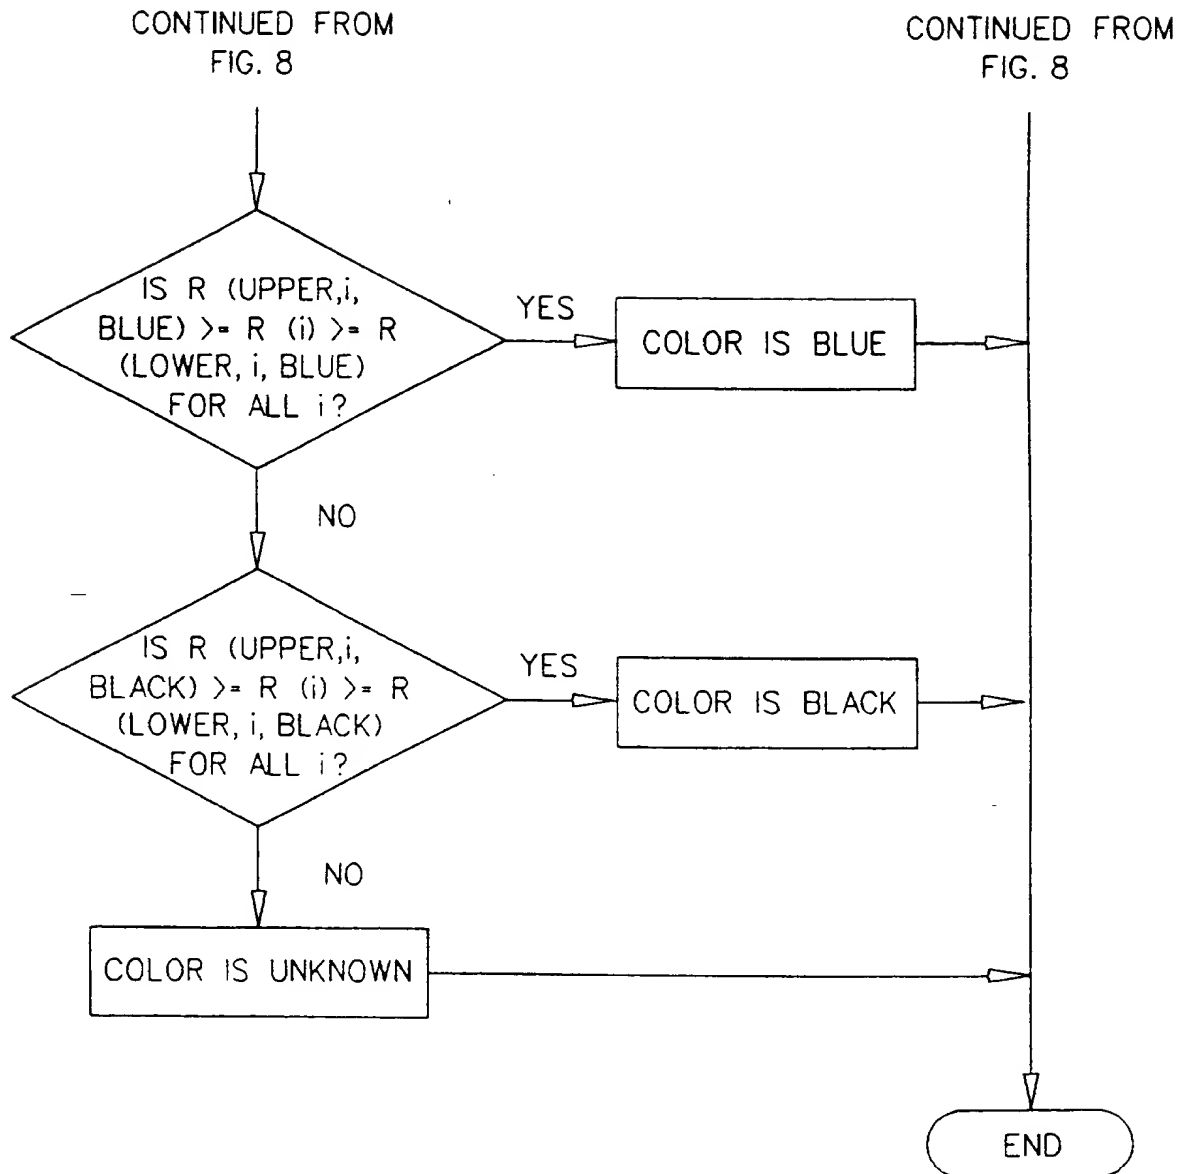 CONTINUED FROM
FIG. 8
CONTINUED FROM
FIG. 8
IS R (UPPER,i,
BLUE) >= R (i) >= R
(LOWER, i, BLUE)
FOR ALL i?
YES
COLOR IS BLUE
NO
IS R (UPPER,i,
BLACK) >= R (i) >= R
(LOWER, i, BLACK)
FOR ALL i?
YES
COLOR IS BLACK
NO
COLOR IS UNKNOWN
END